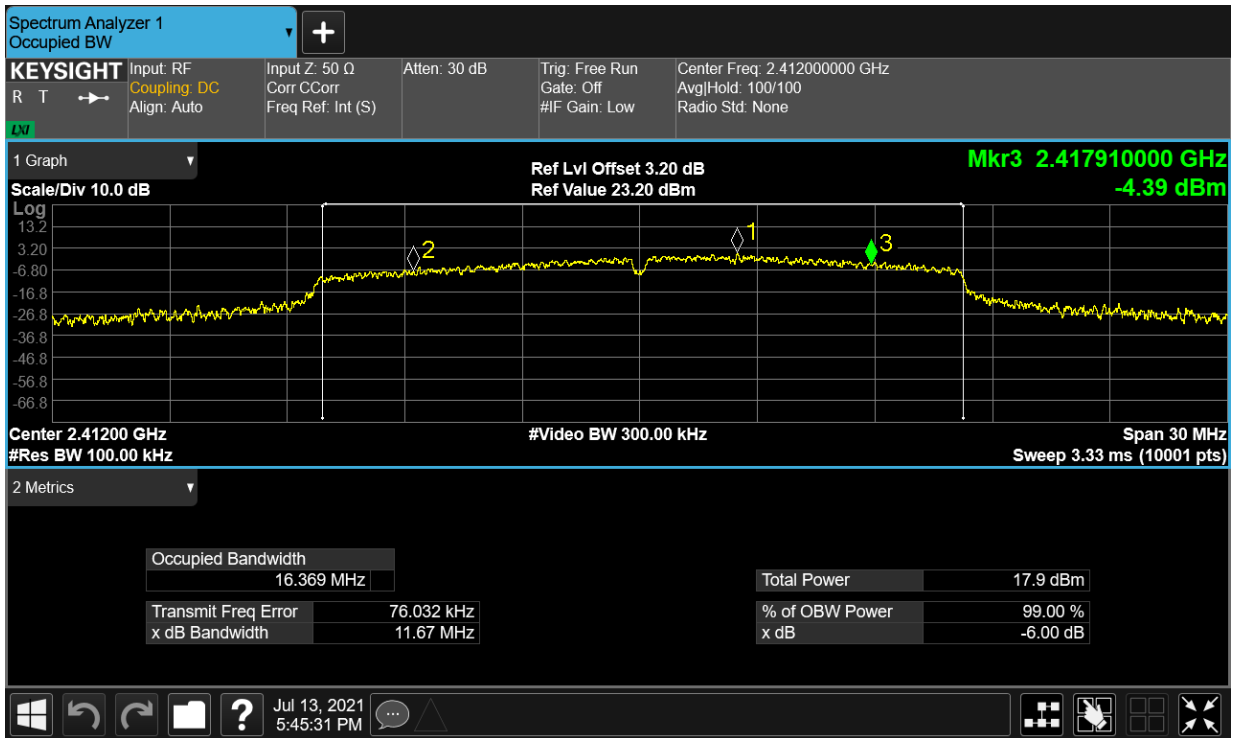 Spectrum Analyzer 1
Occupied BW
KEYSIGHT
R T
LXI
Input: RF
Coupling: DC
Align: Auto
Input Z: 50 Ω
Corr CCorr
Freq Ref: Int (S)
Atten: 30 dB
Trig: Free Run
Gate: Off
#IF Gain: Low
Center Freq: 2.412000000 GHz
Avg|Hold: 100/100
Radio Std: None
1 Graph
Scale/Div 10.0 dB
Ref Lvl Offset 3.20 dB
Ref Value 23.20 dBm
Mkr3 2.417910000 GHz
-4.39 dBm
Log
13.2
3.20
-6.80
-16.8
-26.8
-36.8
-46.8
-56.8
-66.8
2
1
3
Center 2.41200 GHz
#Video BW 300.00 kHz
Span 30 MHz
#Res BW 100.00 kHz
Sweep 3.33 ms (10001 pts)
2 Metrics
Occupied Bandwidth
16.369 MHz
Transmit Freq Error 76.032 kHz
x dB Bandwidth 11.67 MHz
Total Power 17.9 dBm
% of OBW Power 99.00 %
x dB -6.00 dB
?
Jul 13, 2021
5:45:31 PM